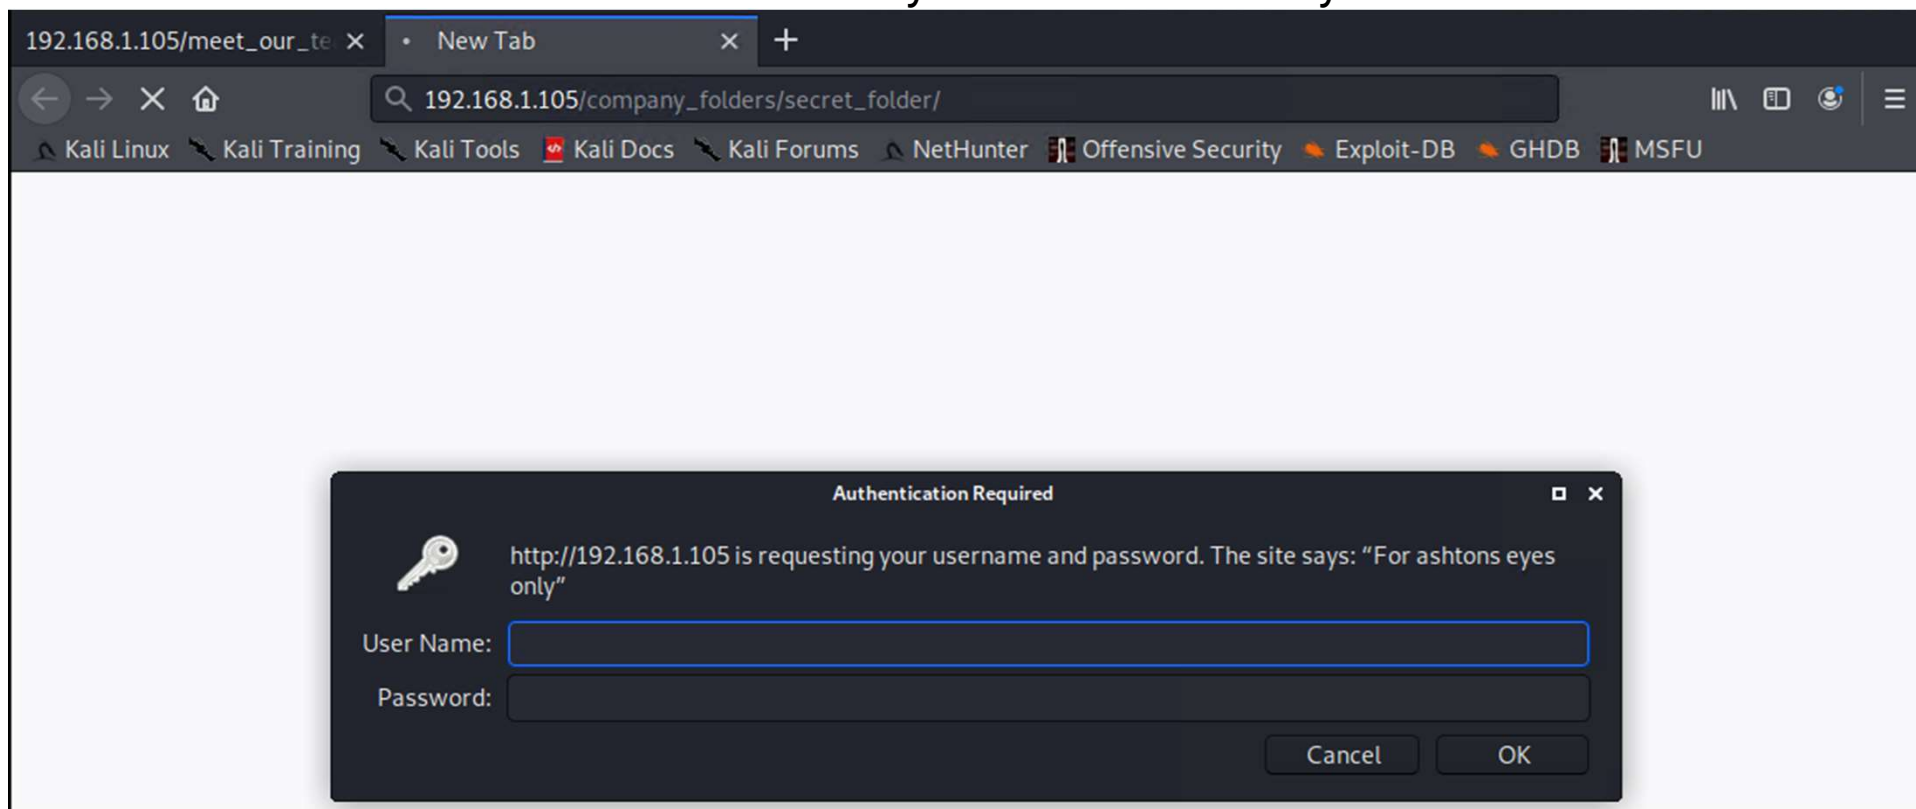 192.168.1.105/meet_our_te
New Tab
192.168.1.105/company_folders/secret_folder/
Kali Linux Kali Training Kali Tools Kali Docs Kali Forums NetHunter Offensive Security Exploit-DB GHDB MSFU
Authentication Required
http://192.168.1.105 is requesting your username and password. The site says: “For ashtons eyes
only”
User Name:
Password:
Cancel OK